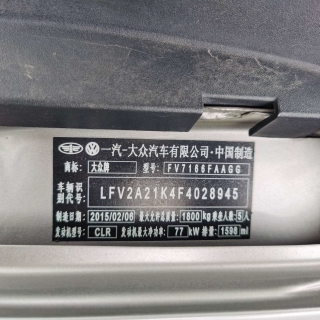 一汽-大众汽车有限公司·中国制造
商标: 大众牌 型号: FV7166FAAGG
车辆识别代号: LFV2A21K4F4028945
制造日期 2015/02/06 最大允许总质量 1800 kg 乘坐人数 5人
发动机型号 CLR 发动机最大净功率 77 kW 排量 1598 ml